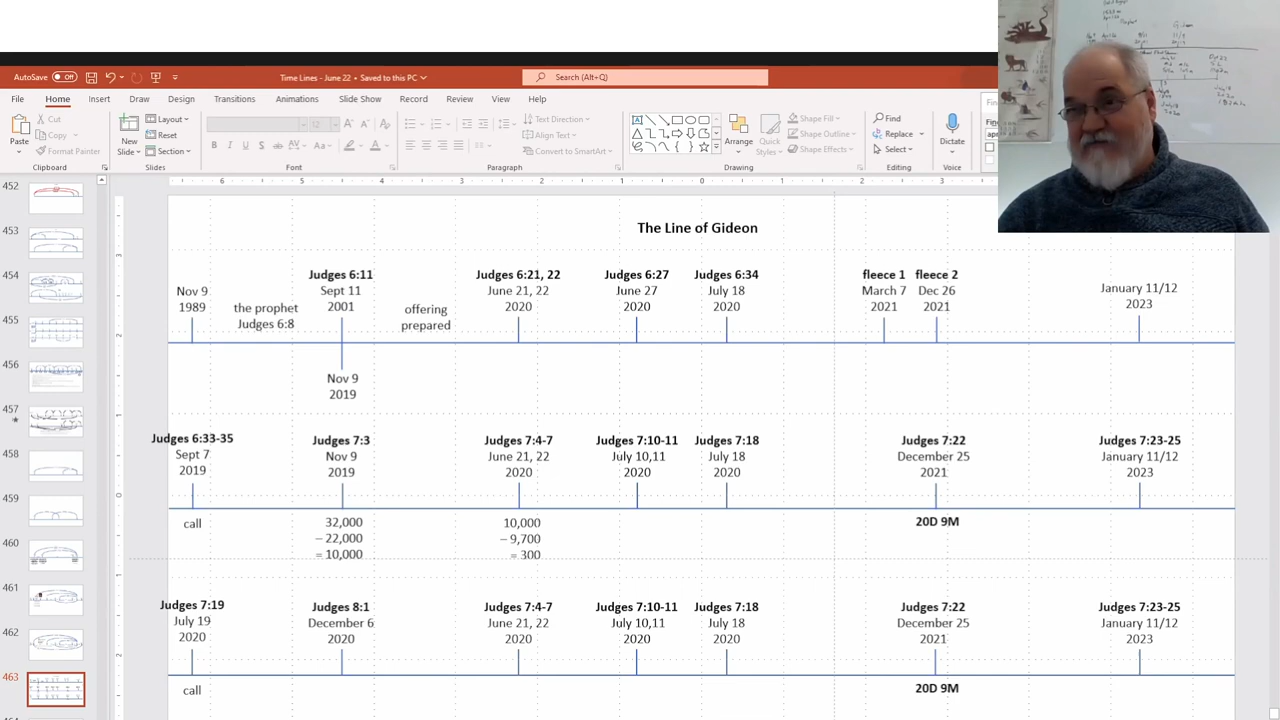 AutoSave Off
Time Lines - June 22 • Saved to this PC
Search (Alt+Q)
File Home Insert Draw Design Transitions Animations Slide Show Record Review View Help
Paste
Cut
Copy
Format Painter
Clipboard
New
Slide
Layout
Reset
Section
Slides
Font
Text Direction
Align Text
Convert to SmartArt
Paragraph
Arrange
Quick
Styles
Shape Fill
Shape Outline
Shape Effects
Drawing
Find
Replace
Select
Editing
Dictate
Voice
452
453
454
455
456
457
458
459
460
461
462
463
The Line of Gideon
Nov 9
1989
the prophet
Judges 6:8
Judges 6:11
Sept 11
2001
offering
prepared
Judges 6:21, 22
June 21, 22
2020
Judges 6:27
June 27
2020
Judges 6:34
July 18
2020
fleece 1
March 7
2021
fleece 2
Dec 26
2021
January 11/12
2023
Nov 9
2019
Judges 6:33-35
Sept 7
2019
Judges 7:3
Nov 9
2019
Judges 7:4-7
June 21, 22
2020
Judges 7:10-11
July 10,11
2020
Judges 7:18
July 18
2020
Judges 7:22
December 25
2021
Judges 7:23-25
January 11/12
2023
call
32,000
– 22,000
= 10,000
10,000
– 9,700
= 300
20D 9M
Judges 7:19
July 19
2020
Judges 8:1
December 6
2020
Judges 7:4-7
June 21, 22
2020
Judges 7:10-11
July 10,11
2020
Judges 7:18
July 18
2020
Judges 7:22
December 25
2021
Judges 7:23-25
January 11/12
2023
call
20D 9M